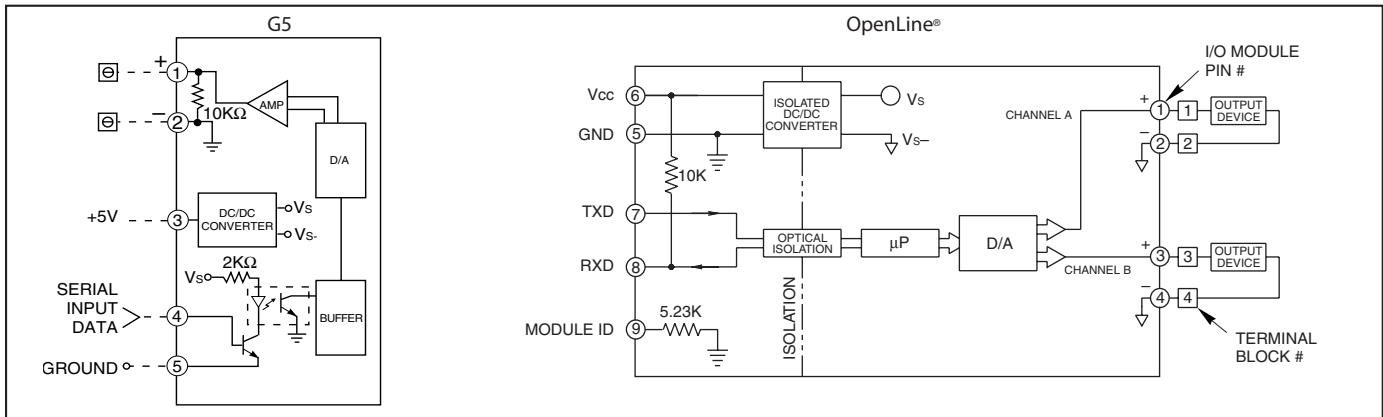 G5
+
1
10KΩ
AMP
−
2
D/A
+5V
3
DC/DC
CONVERTER
VS
VS-
VS
2KΩ
SERIAL
INPUT
DATA
4
BUFFER
GROUND
5
OpenLine®
I/O MODULE
PIN #
Vcc
6
ISOLATED
DC/DC
CONVERTER
VS
CHANNEL A
+
1
1
OUTPUT
DEVICE
GND
5
VS−
−
2
2
10K
TXD
7
OPTICAL
ISOLATION
µP
D/A
RXD
8
CHANNEL B
+
3
3
OUTPUT
DEVICE
−
4
4
MODULE ID
9
5.23K
ISOLATION
TERMINAL
BLOCK #